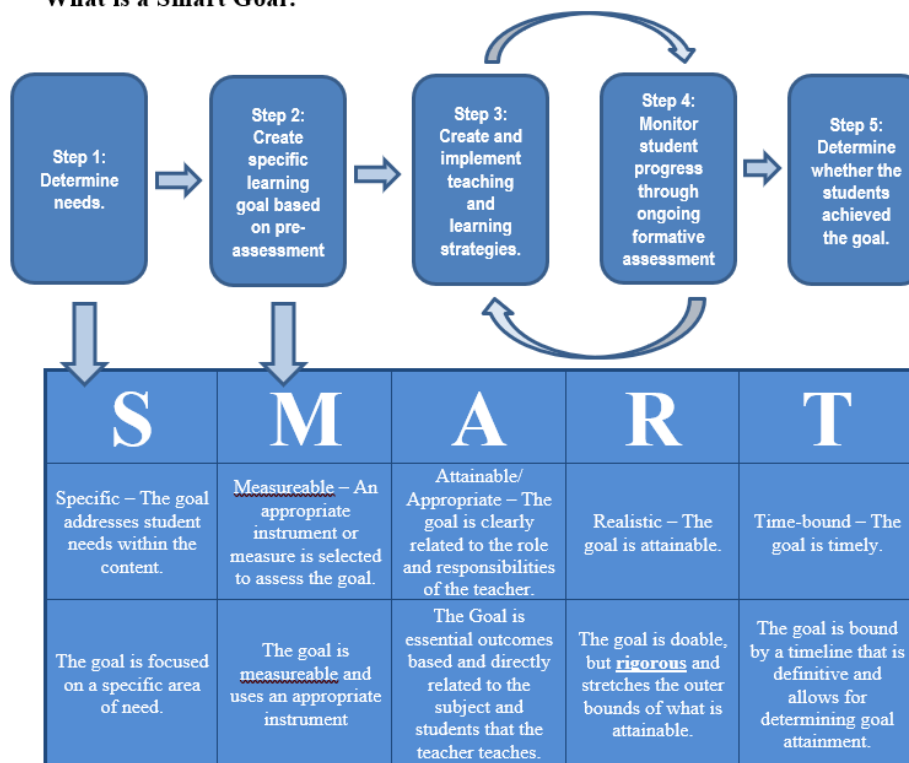 What is a Smart Goal?
Step 1:
Determine
needs.
Step 2:
Create
specific
learning
goal based
on pre-
assessment
Step 3:
Create and
implement
teaching
and
learning
strategies.
Step 4:
Monitor
student
progress
through
ongoing
formative
assessment
Step 5:
Determine
whether the
students
achieved
the goal.
S
M
A
R
T
Specific – The goal
addresses student
needs within the
content.
Measureable – An
appropriate
instrument or
measure is selected
to assess the goal.
Attainable/
Appropriate – The
goal is clearly
related to the role
and responsibilities
of the teacher.
Realistic – The
goal is attainable.
Time-bound – The
goal is timely.
The goal is focused
on a specific area
of need.
The goal is
measureable and
uses an appropriate
instrument
The Goal is
essential outcomes
based and directly
related to the
subject and
students that the
teacher teaches.
The goal is doable,
but rigorous and
stretches the outer
bounds of what is
attainable.
The goal is bound
by a timeline that is
definitive and
allows for
determining goal
attainment.